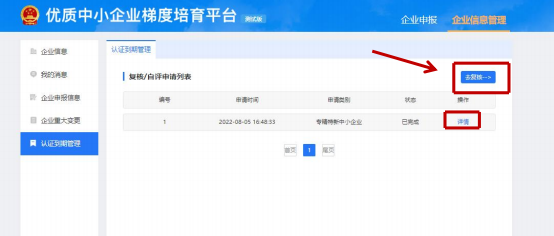 优质中小企业梯度培育平台 测试版
企业申报 企业信息管理
企业信息
我的消息
企业申报信息
企业重大变更
认证到期管理
认证到期管理
复核/自评申请列表
去复核-->
编号 申请时间 申请类别 状态 操作
1 2022-08-05 16:48:33 专精特新中小企业 已完成 详情
首页 1 尾页